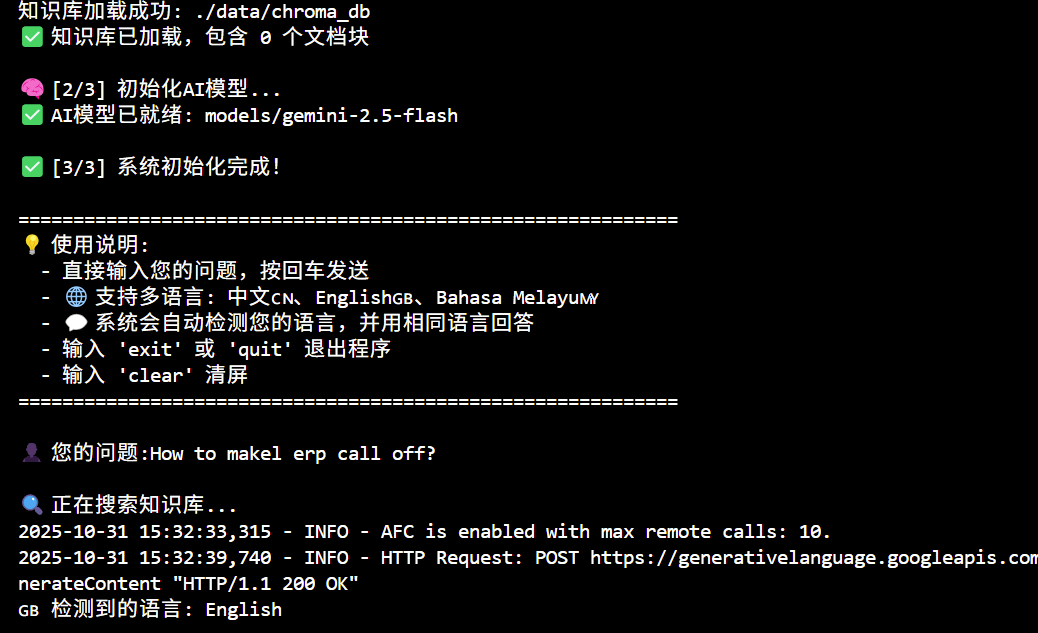 知识库加载成功: ./data/chroma_db
✅ 知识库已加载，包含 0 个文档块
🧠 [2/3] 初始化AI模型...
✅ AI模型已就绪: models/gemini-2.5-flash
✅ [3/3] 系统初始化完成!
============================================================
💡 使用说明:
- 直接输入您的问题，按回车发送
- 🌐 支持多语言: 中文CN、EnglishGB、Bahasa MelayuMY
- 💬 系统会自动检测您的语言，并用相同语言回答
- 输入 'exit' 或 'quit' 退出程序
- 输入 'clear' 清屏
============================================================
👤 您的问题:How to makel erp call off?
🔍 正在搜索知识库...
2025-10-31 15:32:33,315 - INFO - AFC is enabled with max remote calls: 10.
2025-10-31 15:32:39,740 - INFO - HTTP Request: POST https://generativelanguage.googleapis.com
nerateContent "HTTP/1.1 200 OK"
GB 检测到的语言: English